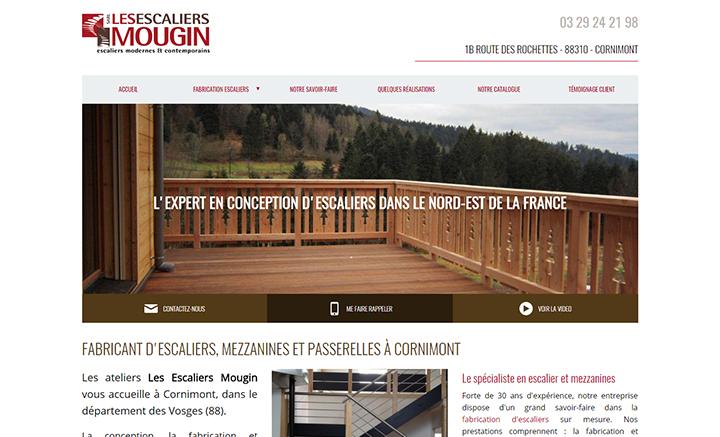 SARL LESESCALIERS
MOUGIN
escaliers modernes & contemporains
03 29 24 21 98
1B ROUTE DES ROCHETTES - 88310 - CORNIMONT
ACCUEIL FABRICATION ESCALIERS ▼ NOTRE SAVOIR-FAIRE QUELQUES RÉALISATIONS NOTRE CATALOGUE TÉMOIGNAGE CLIENT
L'EXPERT EN CONCEPTION D'ESCALIERS DANS LE NORD-EST DE LA FRANCE
CONTACTEZ-NOUS ME FAIRE RAPPELER VOIR LA VIDEO
FABRICANT D'ESCALIERS, MEZZANINES ET PASSERELLES À CORNIMONT
Les ateliers Les Escaliers Mougin
vous accueille à Cornimont, dans le
département des Vosges (88).
La conception, la fabrication et
Le spécialiste en escalier et mezzanines
Forte de 30 ans d'expérience, notre entreprise
dispose d'un grand savoir-faire dans la
fabrication d'escaliers sur mesure. Nos
prestations comprennent : la fabrication et